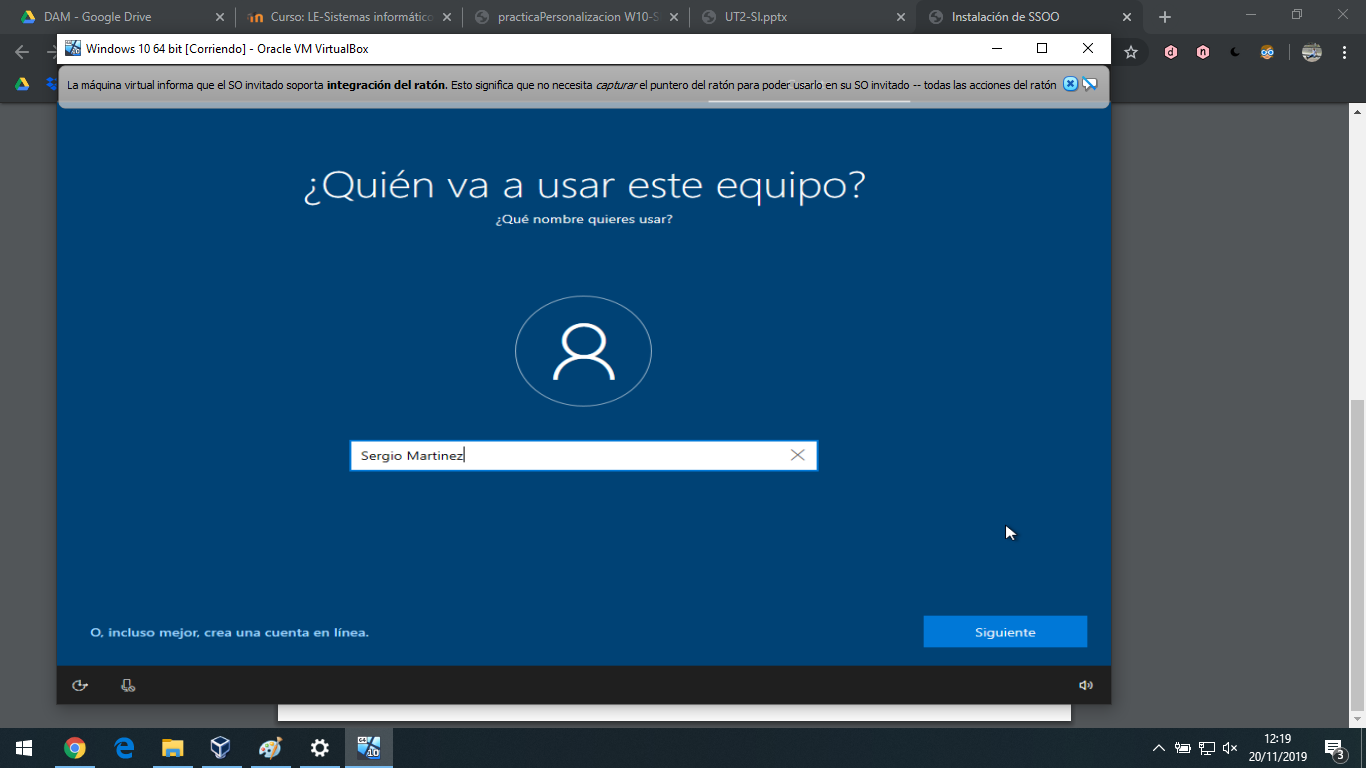 DAM - Google Drive
Curso: LE-Sistemas informático
practicaPersonalizacion W10-S
UT2-SI.pptx
Instalación de SSOO
Windows 10 64 bit [Corriendo] - Oracle VM VirtualBox
La máquina virtual informa que el SO invitado soporta integración del ratón. Esto significa que no necesita capturar el puntero del ratón para poder usarlo en su SO invitado -- todas las acciones del ratón
¿Quién va a usar este equipo?
¿Qué nombre quieres usar?
Sergio Martinez
O, incluso mejor, crea una cuenta en línea.
Siguiente
12:19
20/11/2019
3